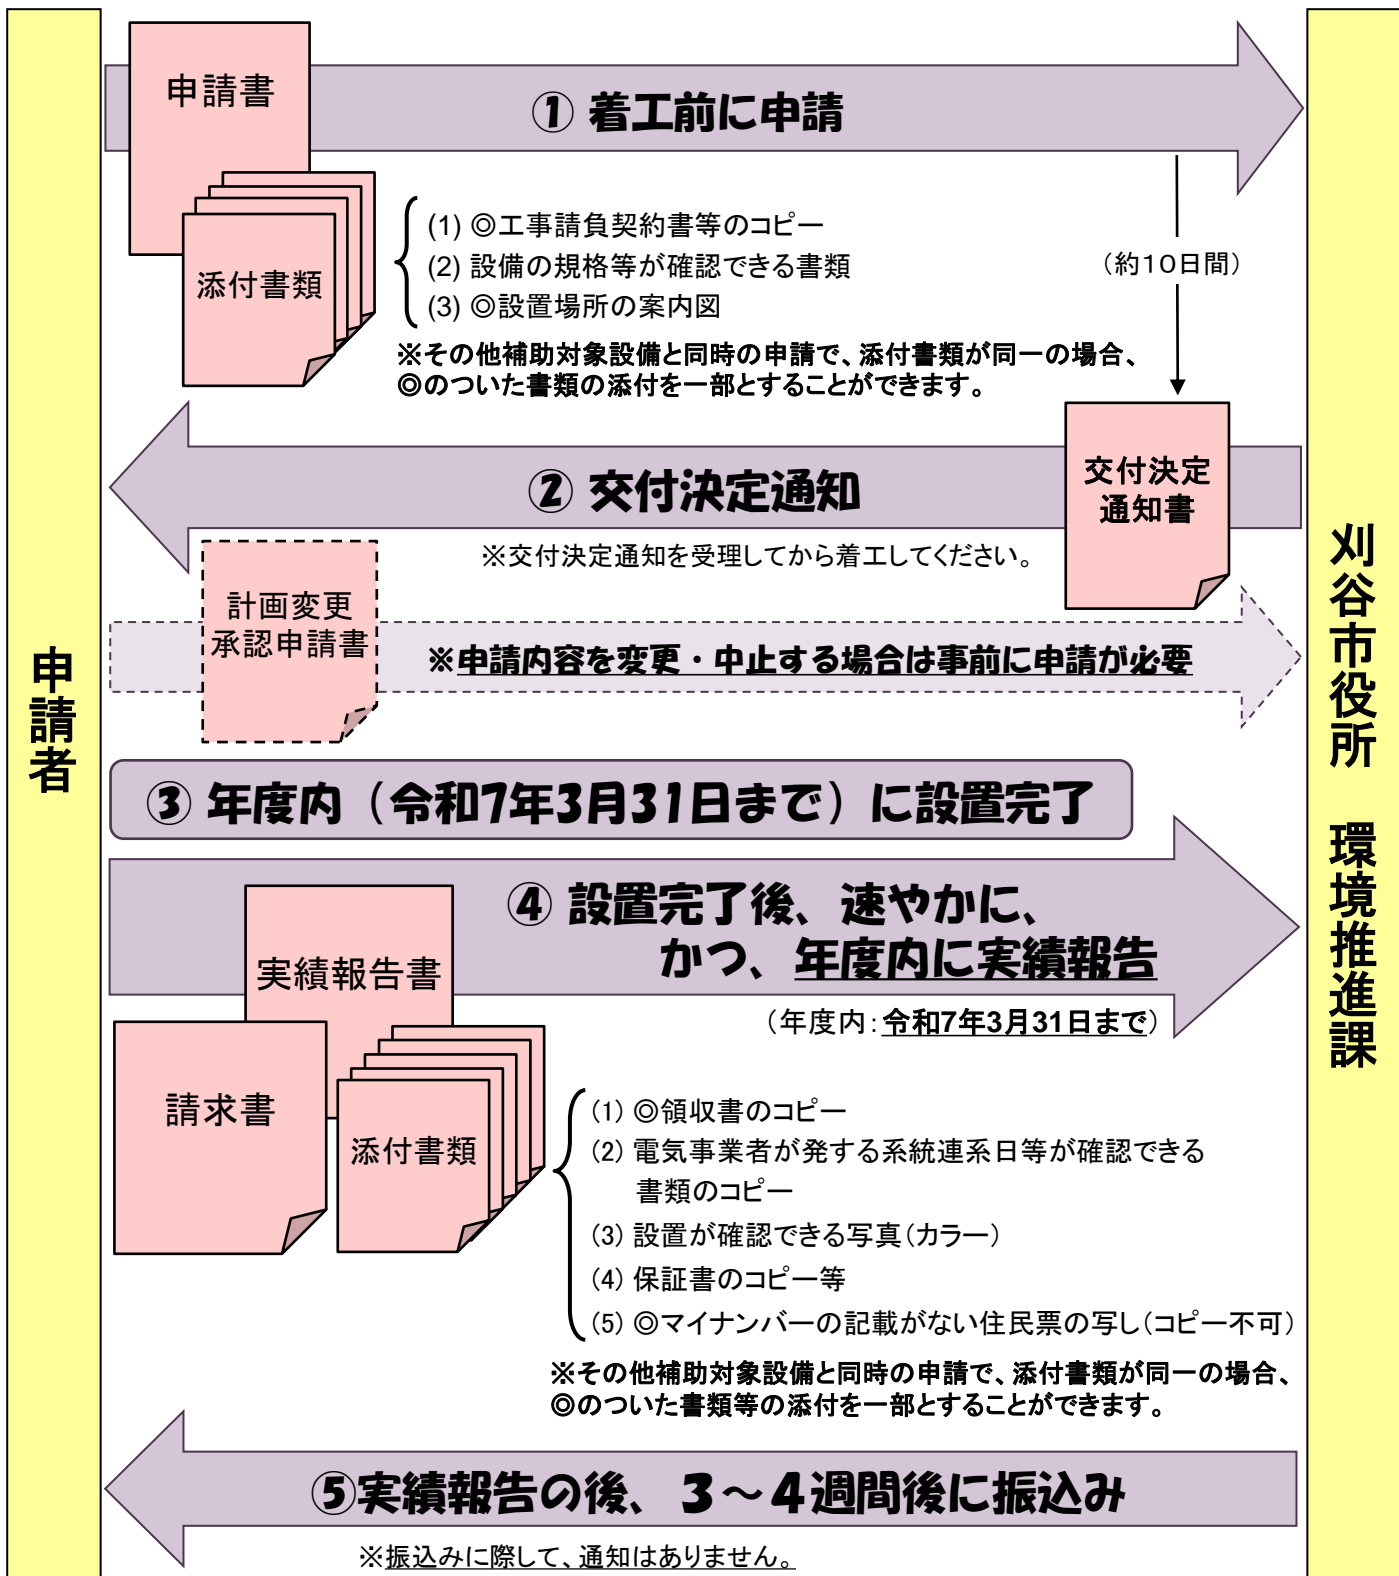 申請者
刈谷市役所　環境推進課
申請書
① 着工前に申請
添付書類
(1) ◎工事請負契約書等のコピー
(2) 設備の規格等が確認できる書類
(3) ◎設置場所の案内図
（約１０日間）
※その他補助対象設備と同時の申請で、添付書類が同一の場合、
◎のついた書類の添付を一部とすることができます。
② 交付決定通知
交付決定
通知書
※交付決定通知を受理してから着工してください。
計画変更
承認申請書
※申請内容を変更・中止する場合は事前に申請が必要
③ 年度内（令和7年3月31日まで）に設置完了
④ 設置完了後、速やかに、
かつ、年度内に実績報告
（年度内：令和7年3月31日まで）
実績報告書
請求書
添付書類
(1) ◎領収書のコピー
(2) 電気事業者が発する系統連系日等が確認できる
書類のコピー
(3) 設置が確認できる写真（カラー）
(4) 保証書のコピー等
(5) ◎マイナンバーの記載がない住民票の写し（コピー不可）
※その他補助対象設備と同時の申請で、添付書類が同一の場合、
◎のついた書類等の添付を一部とすることができます。
⑤実績報告の後、３～４週間後に振込み
※振込みに際して、通知はありません。